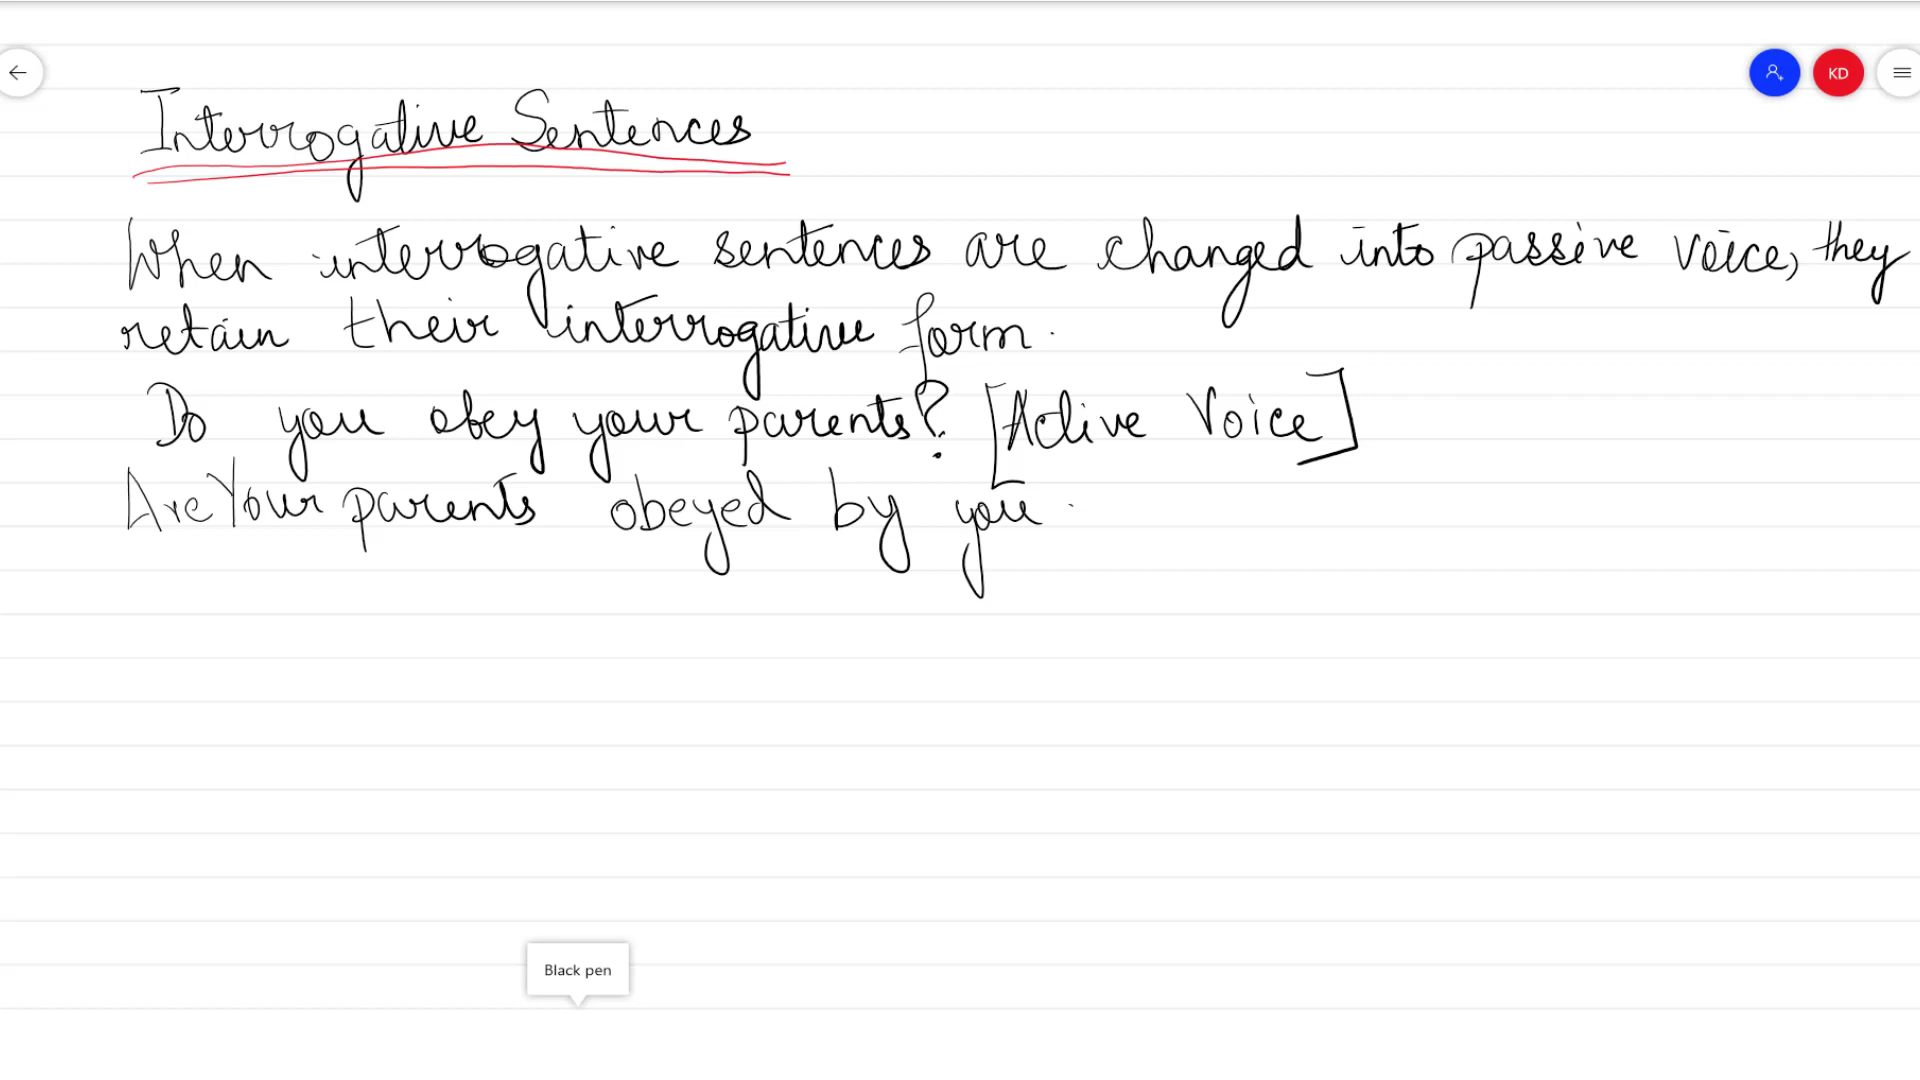 KD
Interrogative Sentences
When interrogative sentences are changed into passive voice, they
retain their interrogative form.
Do you obey your parents? [Active Voice]
Are Your parents obeyed by you.
Black pen